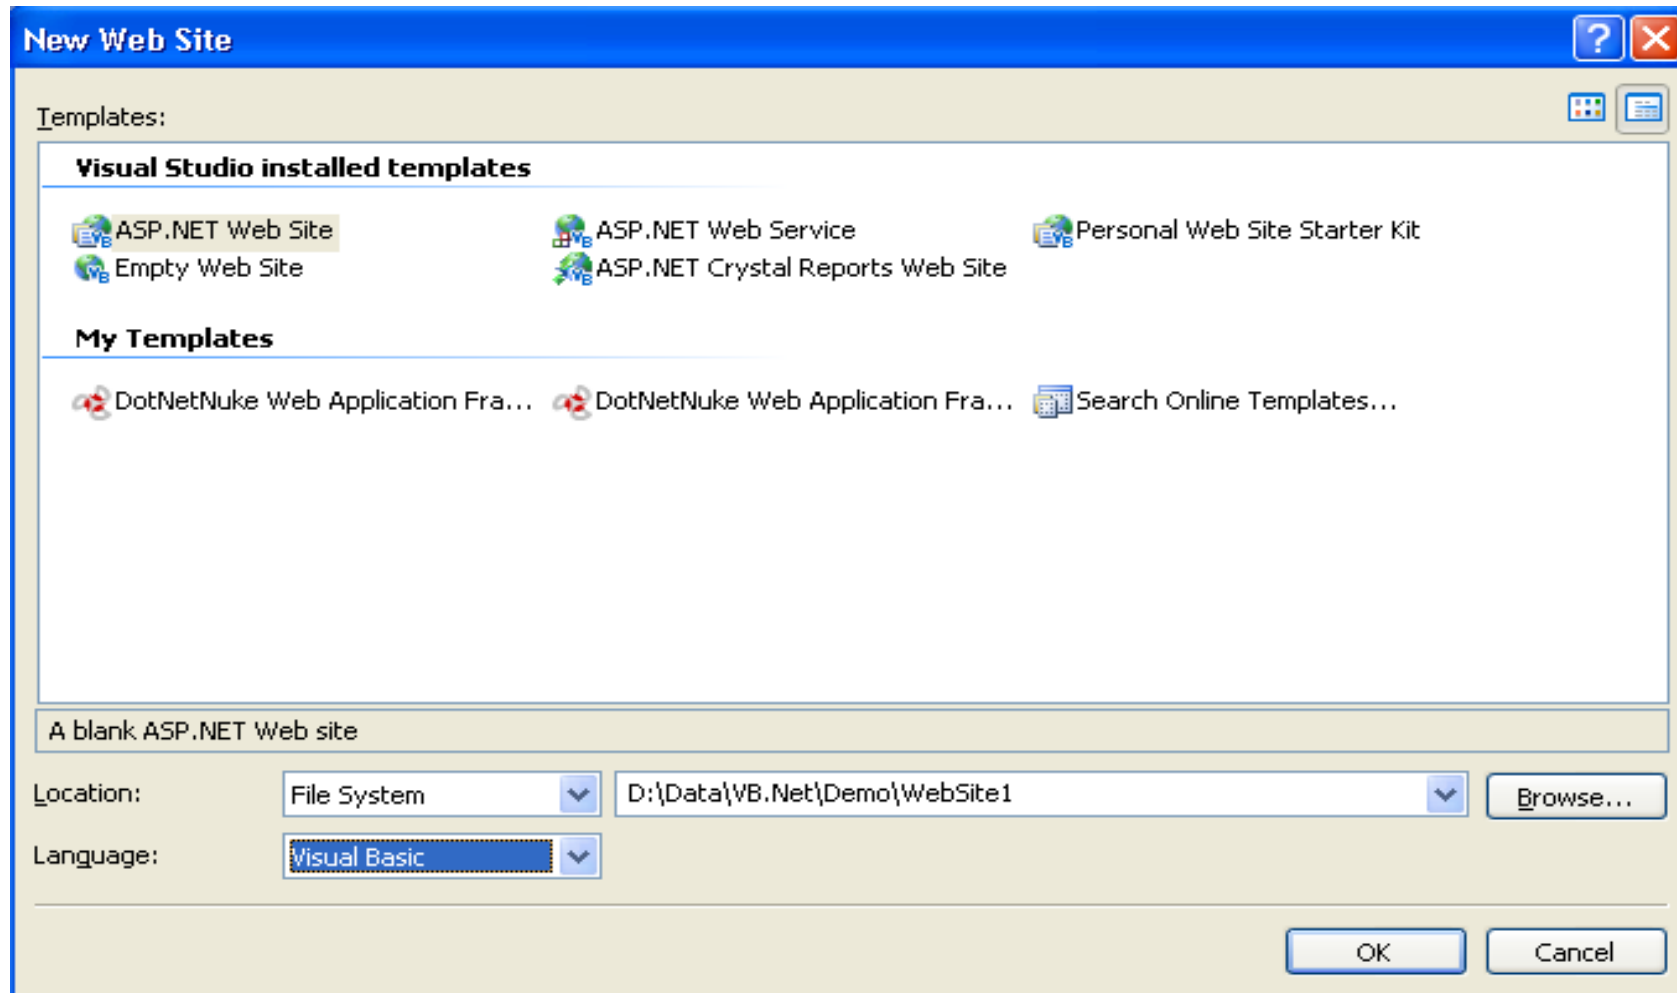 New Web Site
Templates:
Visual Studio installed templates
ASP.NET Web Site
ASP.NET Web Service
Personal Web Site Starter Kit
Empty Web Site
ASP.NET Crystal Reports Web Site
My Templates
DotNetNuke Web Application Fra...
DotNetNuke Web Application Fra...
Search Online Templates...
A blank ASP.NET Web site
Location:
File System
D:\Data\VB.Net\Demo\WebSite1
Browse...
Language:
Visual Basic
OK
Cancel